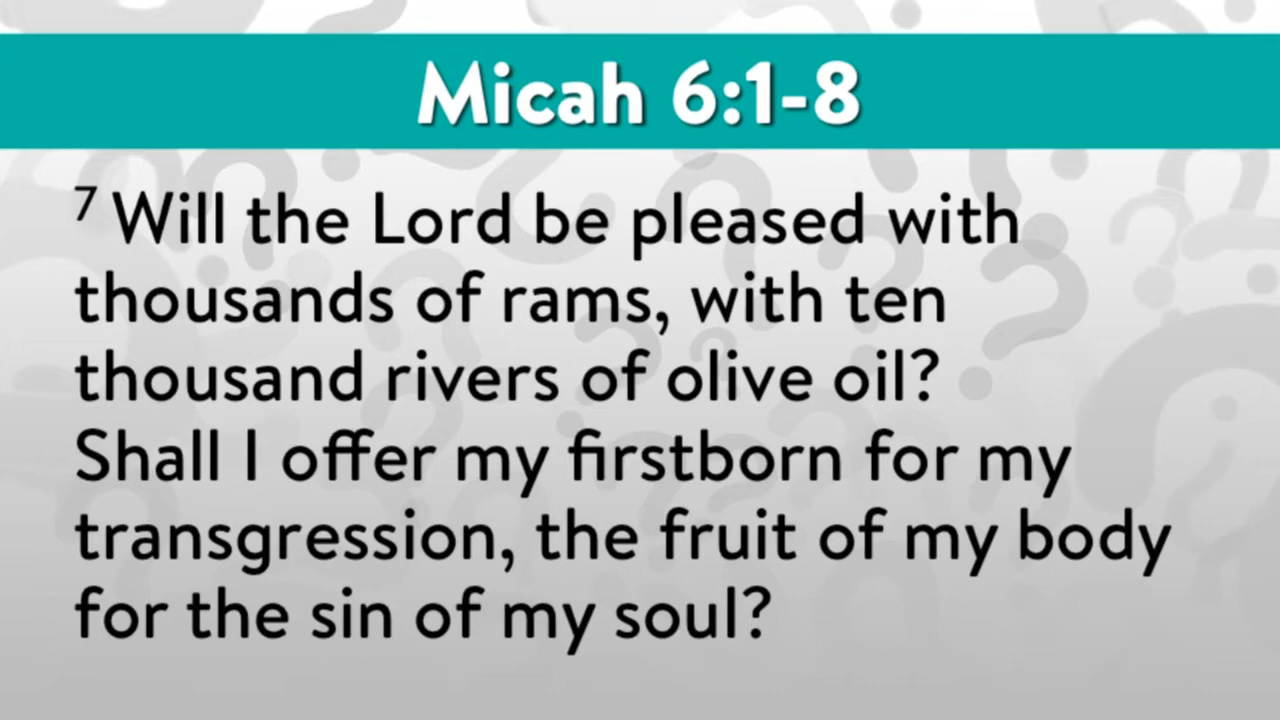 Micah 6:1-8
7 Will the Lord be pleased with
thousands of rams, with ten
thousand rivers of olive oil?
Shall I offer my firstborn for my
transgression, the fruit of my body
for the sin of my soul?